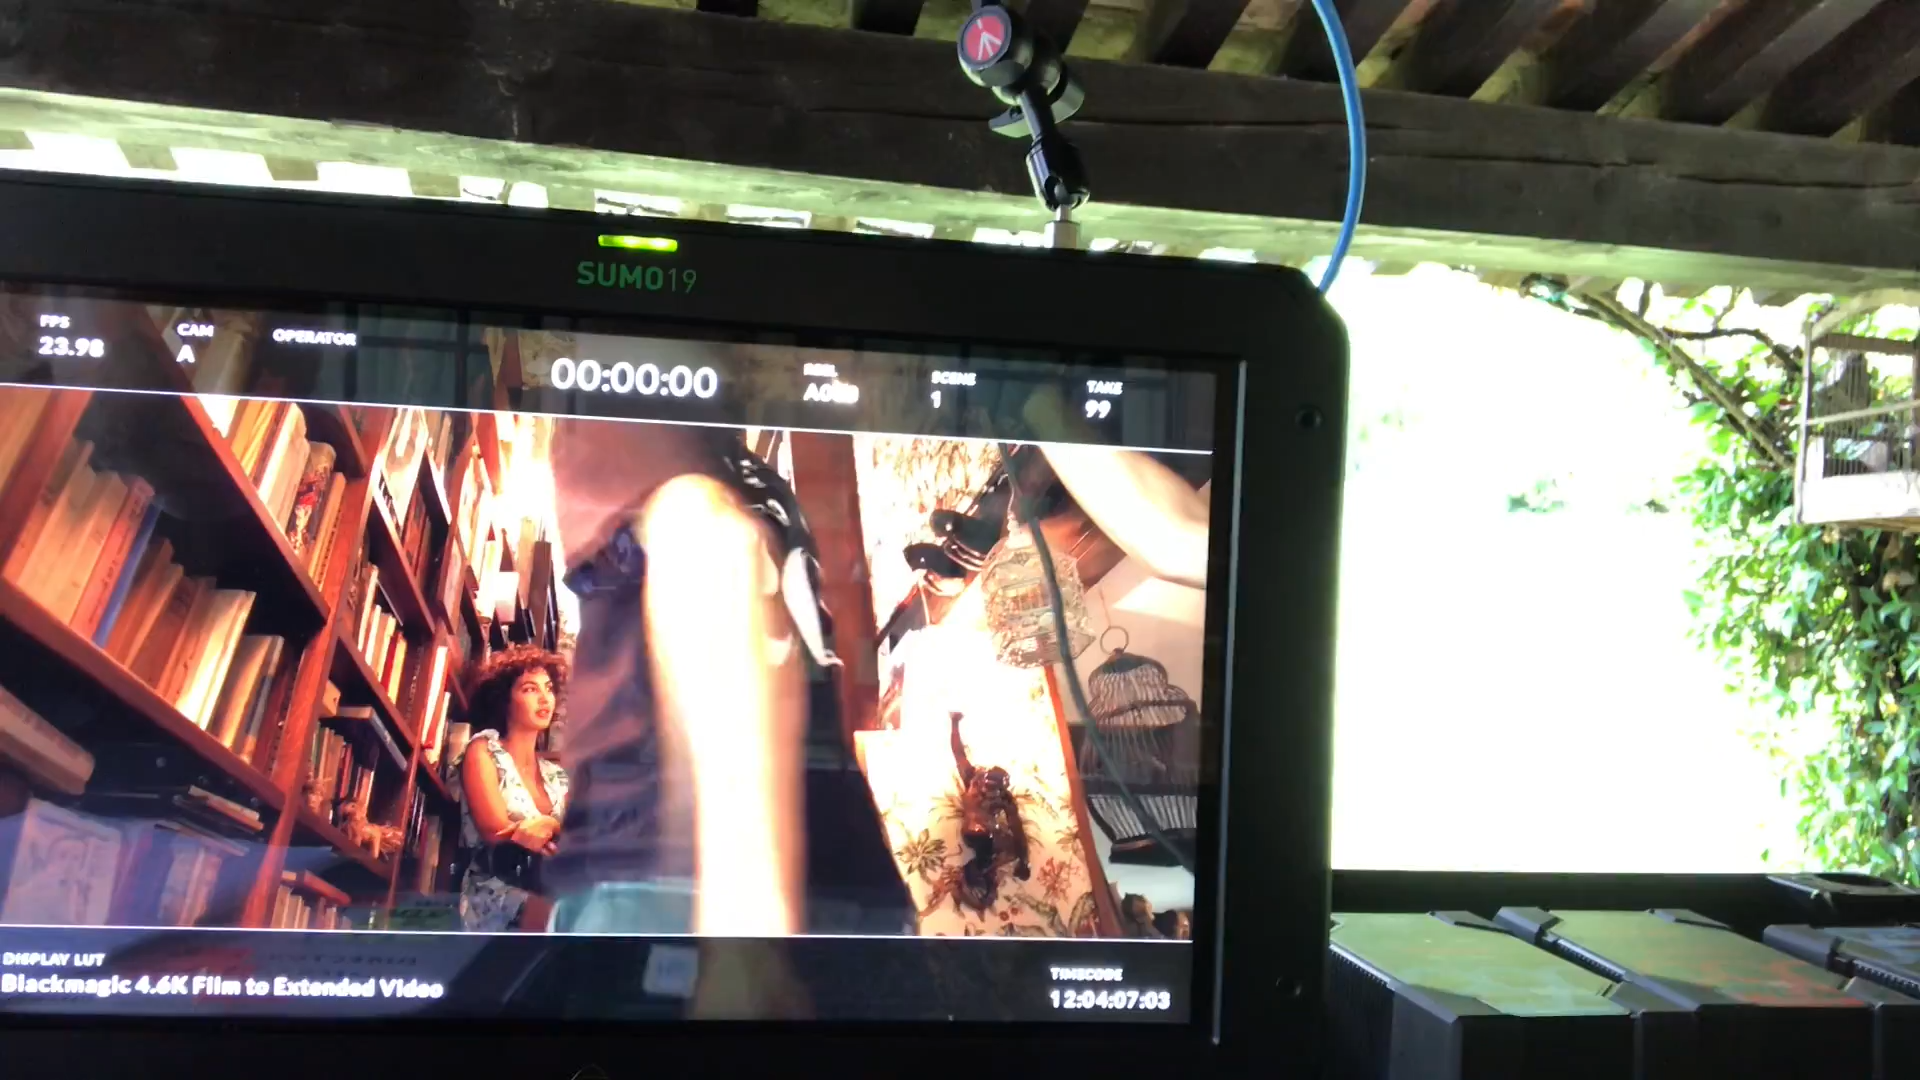 SUMO19
FPS
23.98
CAM
A
OPERATOR
00:00:00
REEL
SCENE
1
TAKE
99
DISPLAY LUT
Blackmagic 4.6K Film to Extended Video
TIMECODE
12:04:07:03